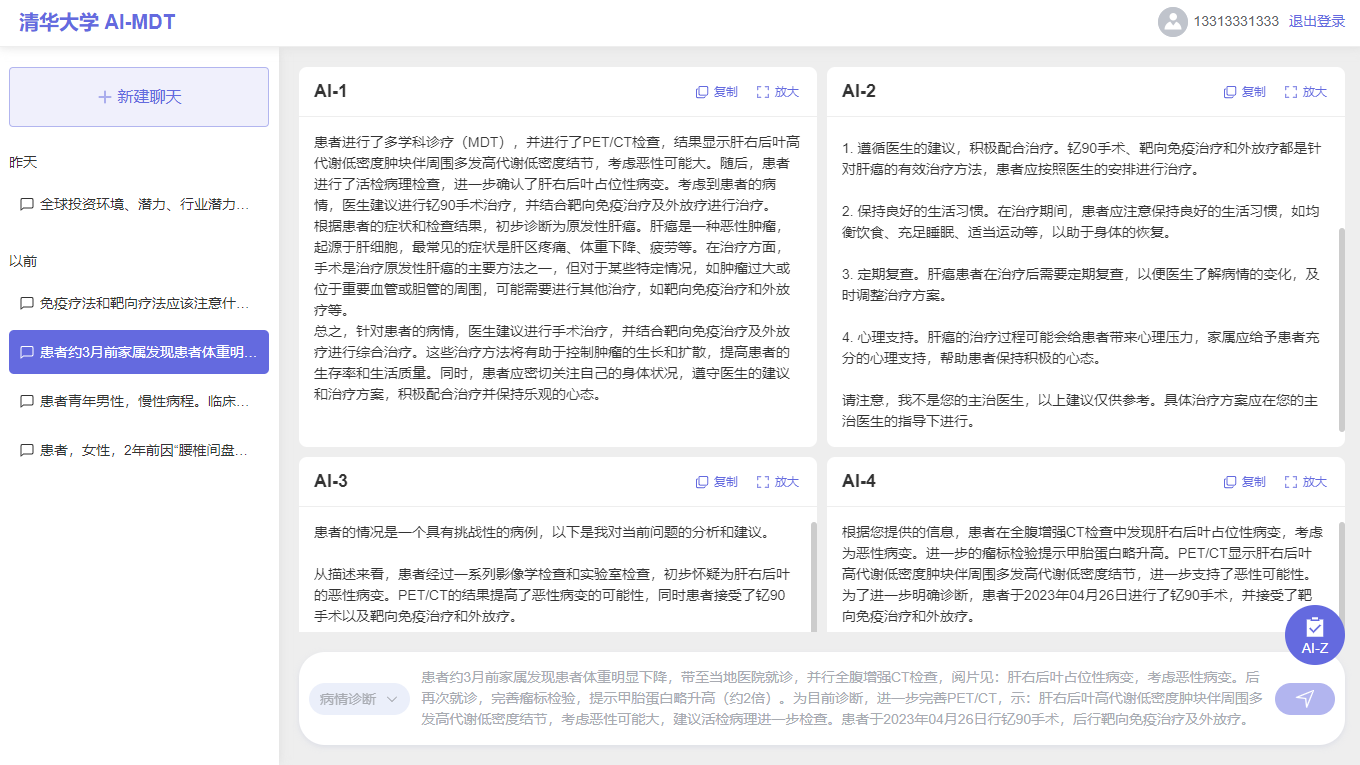 清华大学 AI-MDT
13313331333 退出登录
新建聊天
昨天
全球投资环境、潜力、行业潜力…
以前
免疫疗法和靶向疗法应该注意什…
患者约3月前家属发现患者体重明…
患者青年男性，慢性病程。临床…
患者，女性，2年前因“腰椎间盘…
AI-1
复制 放大
患者进行了多学科诊疗（MDT），并进行了PET/CT检查，结果显示肝右后叶高
代谢低密度肿块伴周围多发高代谢低密度结节，考虑恶性可能大。随后，患者
进行了活检病理检查，进一步确认了肝右后叶占位性病变。考虑到患者的病
情，医生建议进行钇90手术治疗，并结合靶向免疫治疗及外放疗进行治疗。
根据患者的症状和检查结果，初步诊断为原发性肝癌。肝癌是一种恶性肿瘤，
起源于肝细胞，最常见的症状是肝区疼痛、体重下降、疲劳等。在治疗方面，
手术是治疗原发性肝癌的主要方法之一，但对于某些特定情况，如肿瘤过大或
位于重要血管或胆管的周围，可能需要进行其他治疗，如靶向免疫治疗和外放
疗等。
总之，针对患者的病情，医生建议进行手术治疗，并结合靶向免疫治疗及外放
疗进行综合治疗。这些治疗方法将有助于控制肿瘤的生长和扩散，提高患者的
生存率和生活质量。同时，患者应密切关注自己的身体状况，遵守医生的建议
和治疗方案，积极配合治疗并保持乐观的心态。
AI-2
复制 放大
1. 遵循医生的建议，积极配合治疗。钇90手术、靶向免疫治疗和外放疗都是针
对肝癌的有效治疗方法，患者应按照医生的安排进行治疗。
2. 保持良好的生活习惯。在治疗期间，患者应注意保持良好的生活习惯，如均
衡饮食、充足睡眠、适当运动等，以助于身体的恢复。
3. 定期复查。肝癌患者在治疗后需要定期复查，以便医生了解病情的变化，及
时调整治疗方案。
4. 心理支持。肝癌的治疗过程可能会给患者带来心理压力，家属应给予患者充
分的心理支持，帮助患者保持积极的心态。
请注意，我不是您的主治医生，以上建议仅供参考。具体治疗方案应在您的主
治医生的指导下进行。
AI-3
复制 放大
患者的情况是一个具有挑战性的病例，以下是我对当前问题的分析和建议。
从描述来看，患者经过一系列影像学检查和实验室检查，初步怀疑为肝右后叶
的恶性病变。PET/CT的结果提高了恶性病变的可能性，同时患者接受了钇90
手术以及靶向免疫治疗和外放疗。
AI-4
复制 放大
根据您提供的信息，患者在全腹增强CT检查中发现肝右后叶占位性病变，考虑
为恶性病变。进一步的瘤标检验提示甲胎蛋白略升高。PET/CT显示肝右后叶
高代谢低密度肿块伴周围多发高代谢低密度结节，进一步支持了恶性可能性。
为了进一步明确诊断，患者于2023年04月26日进行了钇90手术，并接受了靶
向免疫治疗和外放疗。
AI-Z
病情诊断
患者约3月前家属发现患者体重明显下降，带至当地医院就诊，并行全腹增强CT检查，阅片见：肝右后叶占位性病变，考虑恶性病变。后
再次就诊，完善瘤标检验，提示甲胎蛋白略升高（约2倍）。为目前诊断，进一步完善PET/CT，示：肝右后叶高代谢低密度肿块伴周围多
发高代谢低密度结节，考虑恶性可能大，建议活检病理进一步检查。患者于2023年04月26日行钇90手术，后行靶向免疫治疗及外放疗。